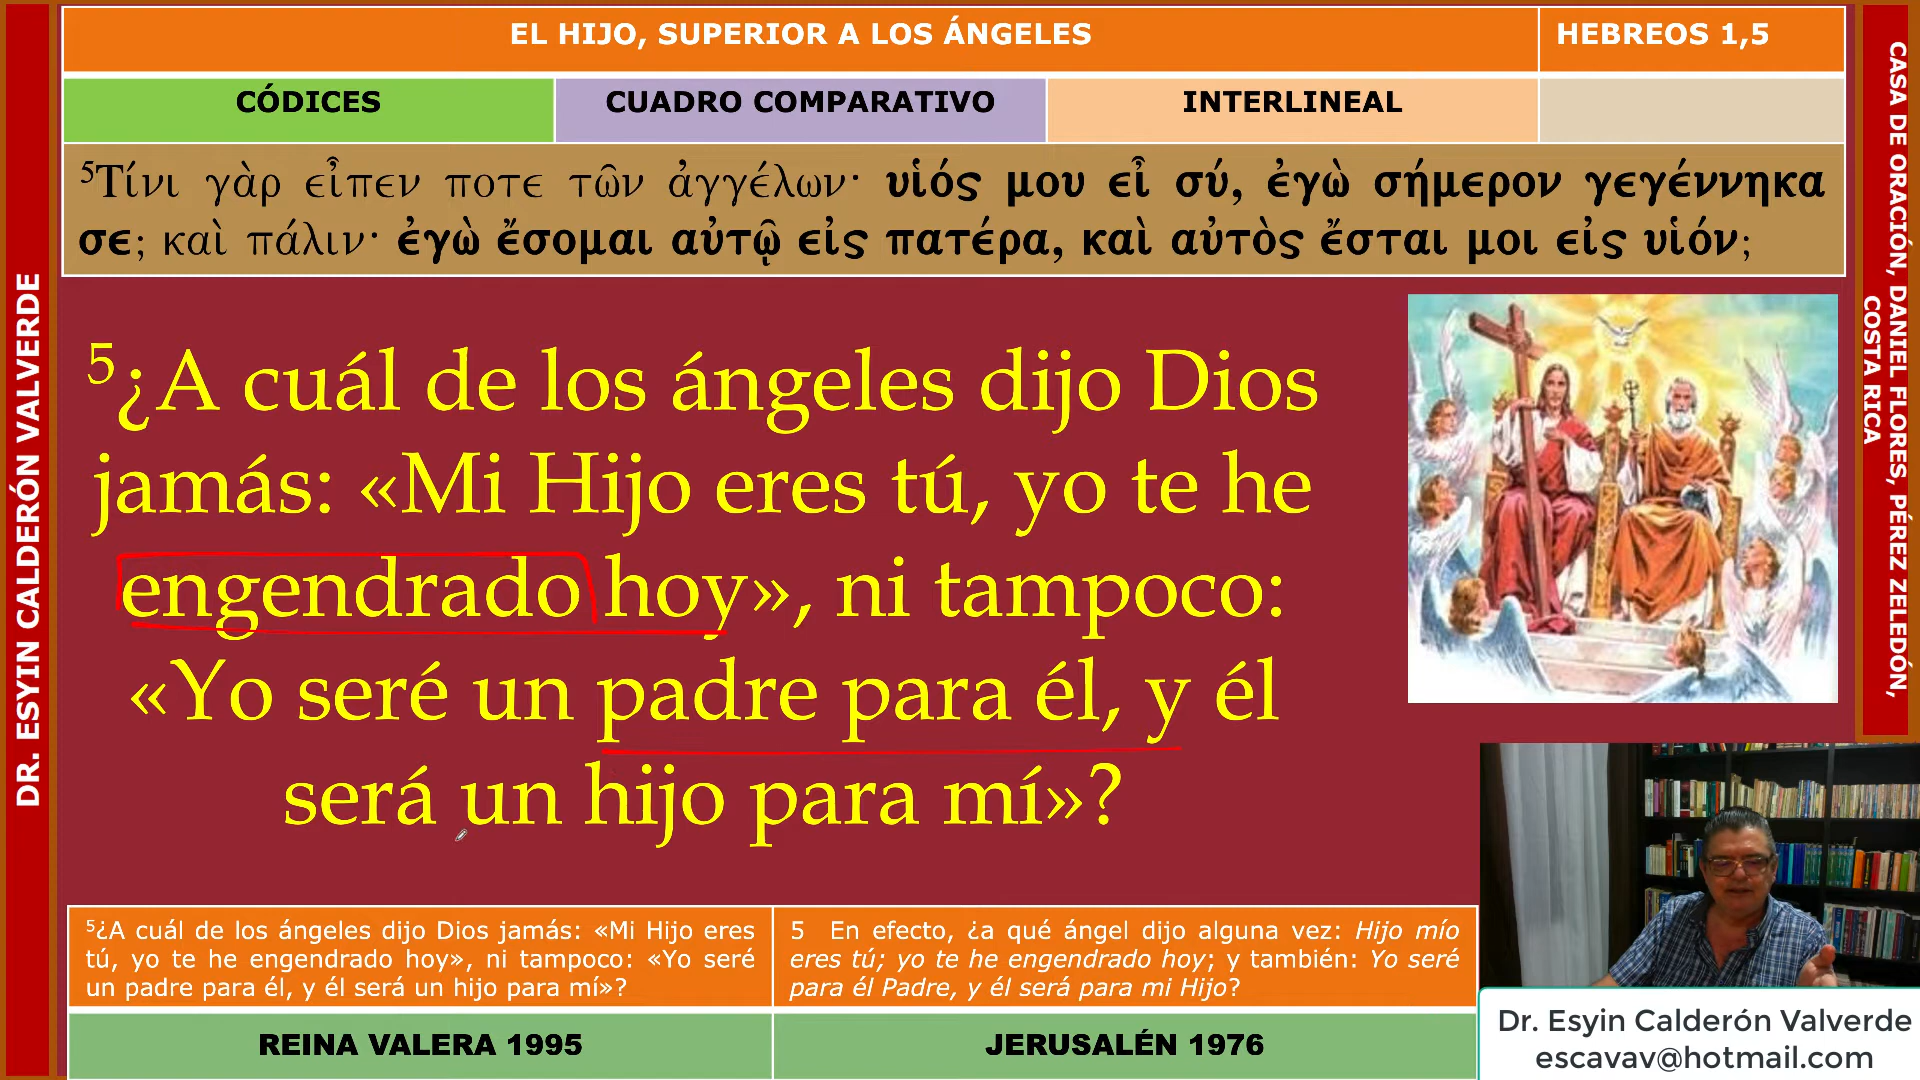 EL HIJO, SUPERIOR A LOS ÁNGELES
HEBREOS 1,5
CÓDICES
CUADRO COMPARATIVO
INTERLINEAL
⁵Τίνι γὰρ εἶπεν ποτε τῶν ἀγγέλων· υἱός μου εἶ σύ, ἐγὼ σήμερον γεγέννηκα
σε; καὶ πάλιν· ἐγὼ ἔσομαι αὐτῷ εἰς πατέρα, καὶ αὐτὸς ἔσται μοι εἰς υἱόν;
⁵¿A cuál de los ángeles dijo Dios
jamás: «Mi Hijo eres tú, yo te he
engendrado hoy», ni tampoco:
«Yo seré un padre para él, y él
será un hijo para mí»?
⁵¿A cuál de los ángeles dijo Dios jamás: «Mi Hijo eres
tú, yo te he engendrado hoy», ni tampoco: «Yo seré
un padre para él, y él será un hijo para mí»?
REINA VALERA 1995
5 En efecto, ¿a qué ángel dijo alguna vez: Hijo mío
eres tú; yo te he engendrado hoy; y también: Yo seré
para él Padre, y él será para mi Hijo?
JERUSALÉN 1976
DR. ESYIN CALDERÓN VALVERDE
CASA DE ORACIÓN, DANIEL FLORES, PÉREZ ZELEDÓN,
COSTA RICA
Dr. Esyin Calderón Valverde
escavav@hotmail.com